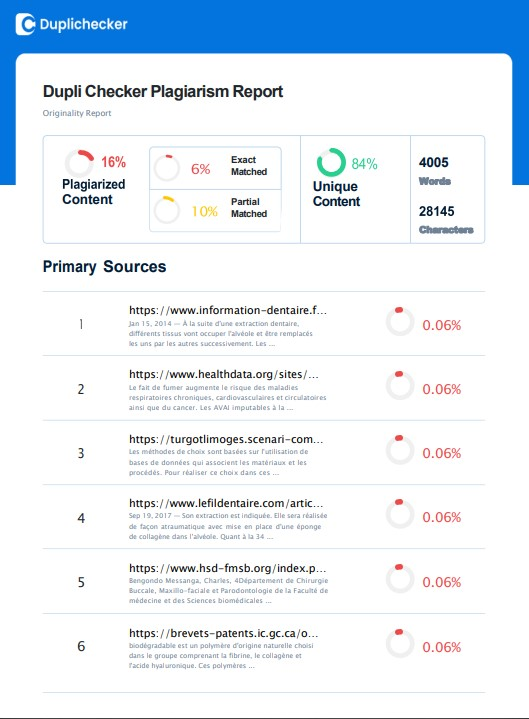 Duplichecker
Dupli Checker Plagiarism Report
Originality Report
16%
Plagiarized
Content
6%
Exact
Matched
10%
Partial
Matched
84%
Unique
Content
4005
Words
28145
Characters
Primary Sources
1
https://www.information-dentaire.f...
Jan 15, 2014 — À la suite d'une extraction dentaire,
différents tissus vont occuper l'alvéole et être remplacés
les uns par les autres successivement. Les ...
0.06%
2
https://www.healthdata.org/sites/...
Le fait de fumer augmente le risque des maladies
respiratoires chroniques, cardiovasculaires et circulatoires
ainsi que du cancer. Les AVAI imputables à la ...
0.06%
3
https://turgotlimoges.scenari-com...
Les méthodes de choix sont basées sur l'utilisation de
bases de données qui associent les matériaux et les
procédés. Pour réaliser ce choix dans ces ...
0.06%
4
https://www.lefildentaire.com/artic...
Sep 19, 2017 — Son extraction est indiquée. Elle sera réalisée
de façon atraumatique avec mise en place d'une éponge
de collagène dans l'alvéole. Quant à la 34 ...
0.06%
5
https://www.hsd-fmsb.org/index.p...
Bengondo Messanga, Charles, 4Département de Chirurgie
Buccale, Maxillo-faciale et Parodontologie de la Faculté de
médecine et des Sciences biomédicales ...
0.06%
6
https://brevets-patents.ic.gc.ca/o...
biodégradable est un polymère d'origine naturelle choisi
dans le groupe comprenant la fibrine, le collagène et
l'acide hyaluronique. Ces polymères ...
0.06%